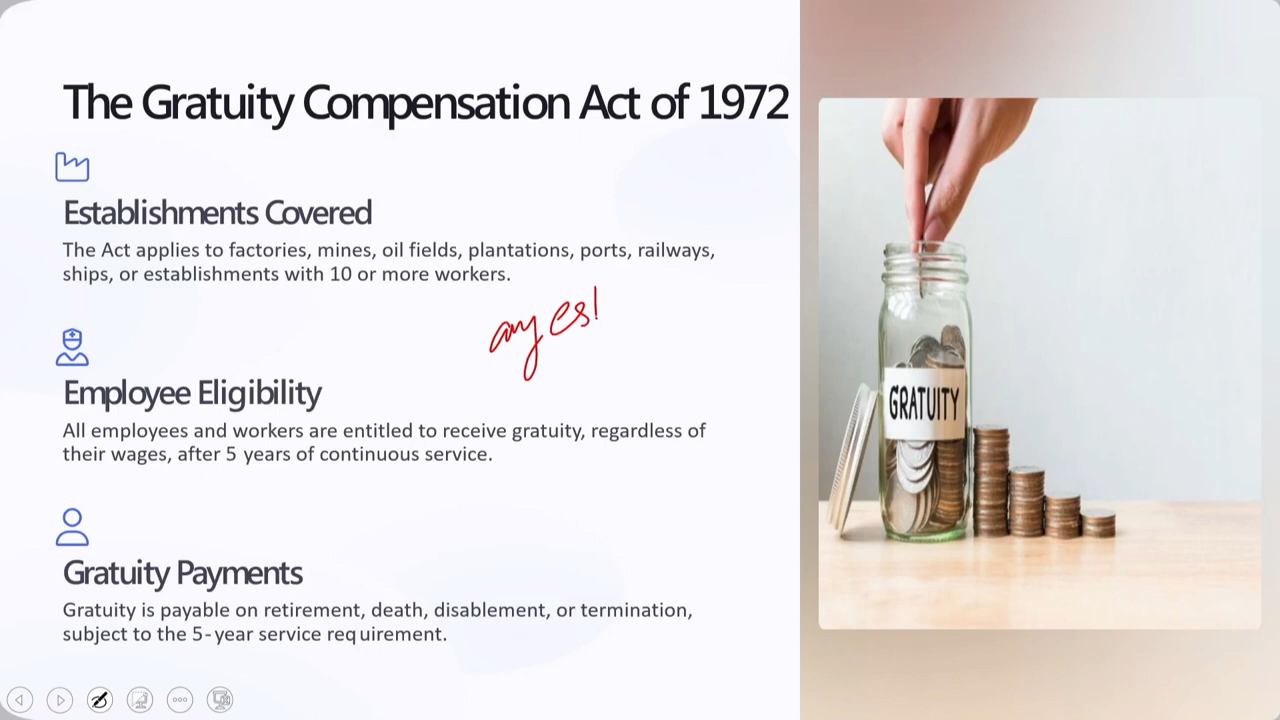 The Gratuity Compensation Act of 1972
Establishments Covered
The Act applies to factories, mines, oil fields, plantations, ports, railways,
ships, or establishments with 10 or more workers.
Employee Eligibility
All employees and workers are entitled to receive gratuity, regardless of
their wages, after 5 years of continuous service.
Gratuity Payments
Gratuity is payable on retirement, death, disablement, or termination,
subject to the 5-year service requirement.
GRATUITY